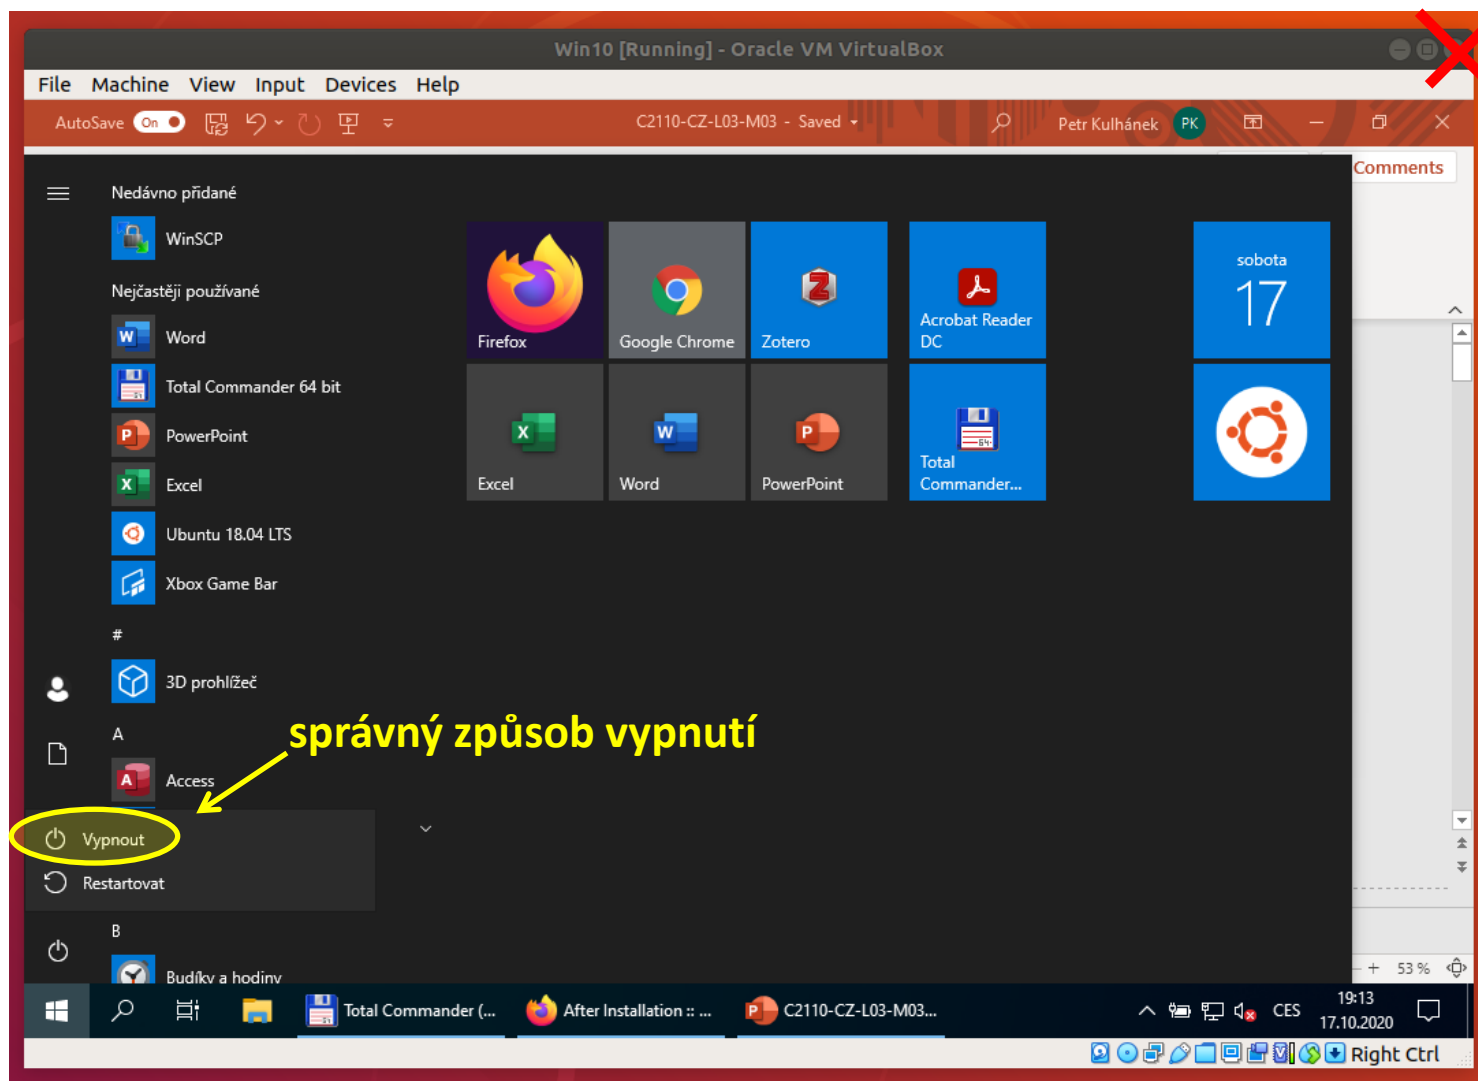 Win10 [Running] - Oracle VM VirtualBox
File Machine View Input Devices Help
AutoSave On C2110-CZ-L03-M03 - Saved Petr Kulhánek PK
Comments
Nedávno přidané
WinSCP
Nejčastěji používané
Word
Total Commander 64 bit
PowerPoint
Excel
Ubuntu 18.04 LTS
Xbox Game Bar
#
3D prohlížeč
A
Access
Vypnout
Restartovat
B
Budíky a hodiny
Firefox
Google Chrome
Zotero
Acrobat Reader
DC
sobota
17
Excel
Word
PowerPoint
64
Total
Commander...
správný způsob vypnutí
53 %
Total Commander (...
After Installation :: ...
C2110-CZ-L03-M03...
CES
19:13
17.10.2020
Right Ctrl